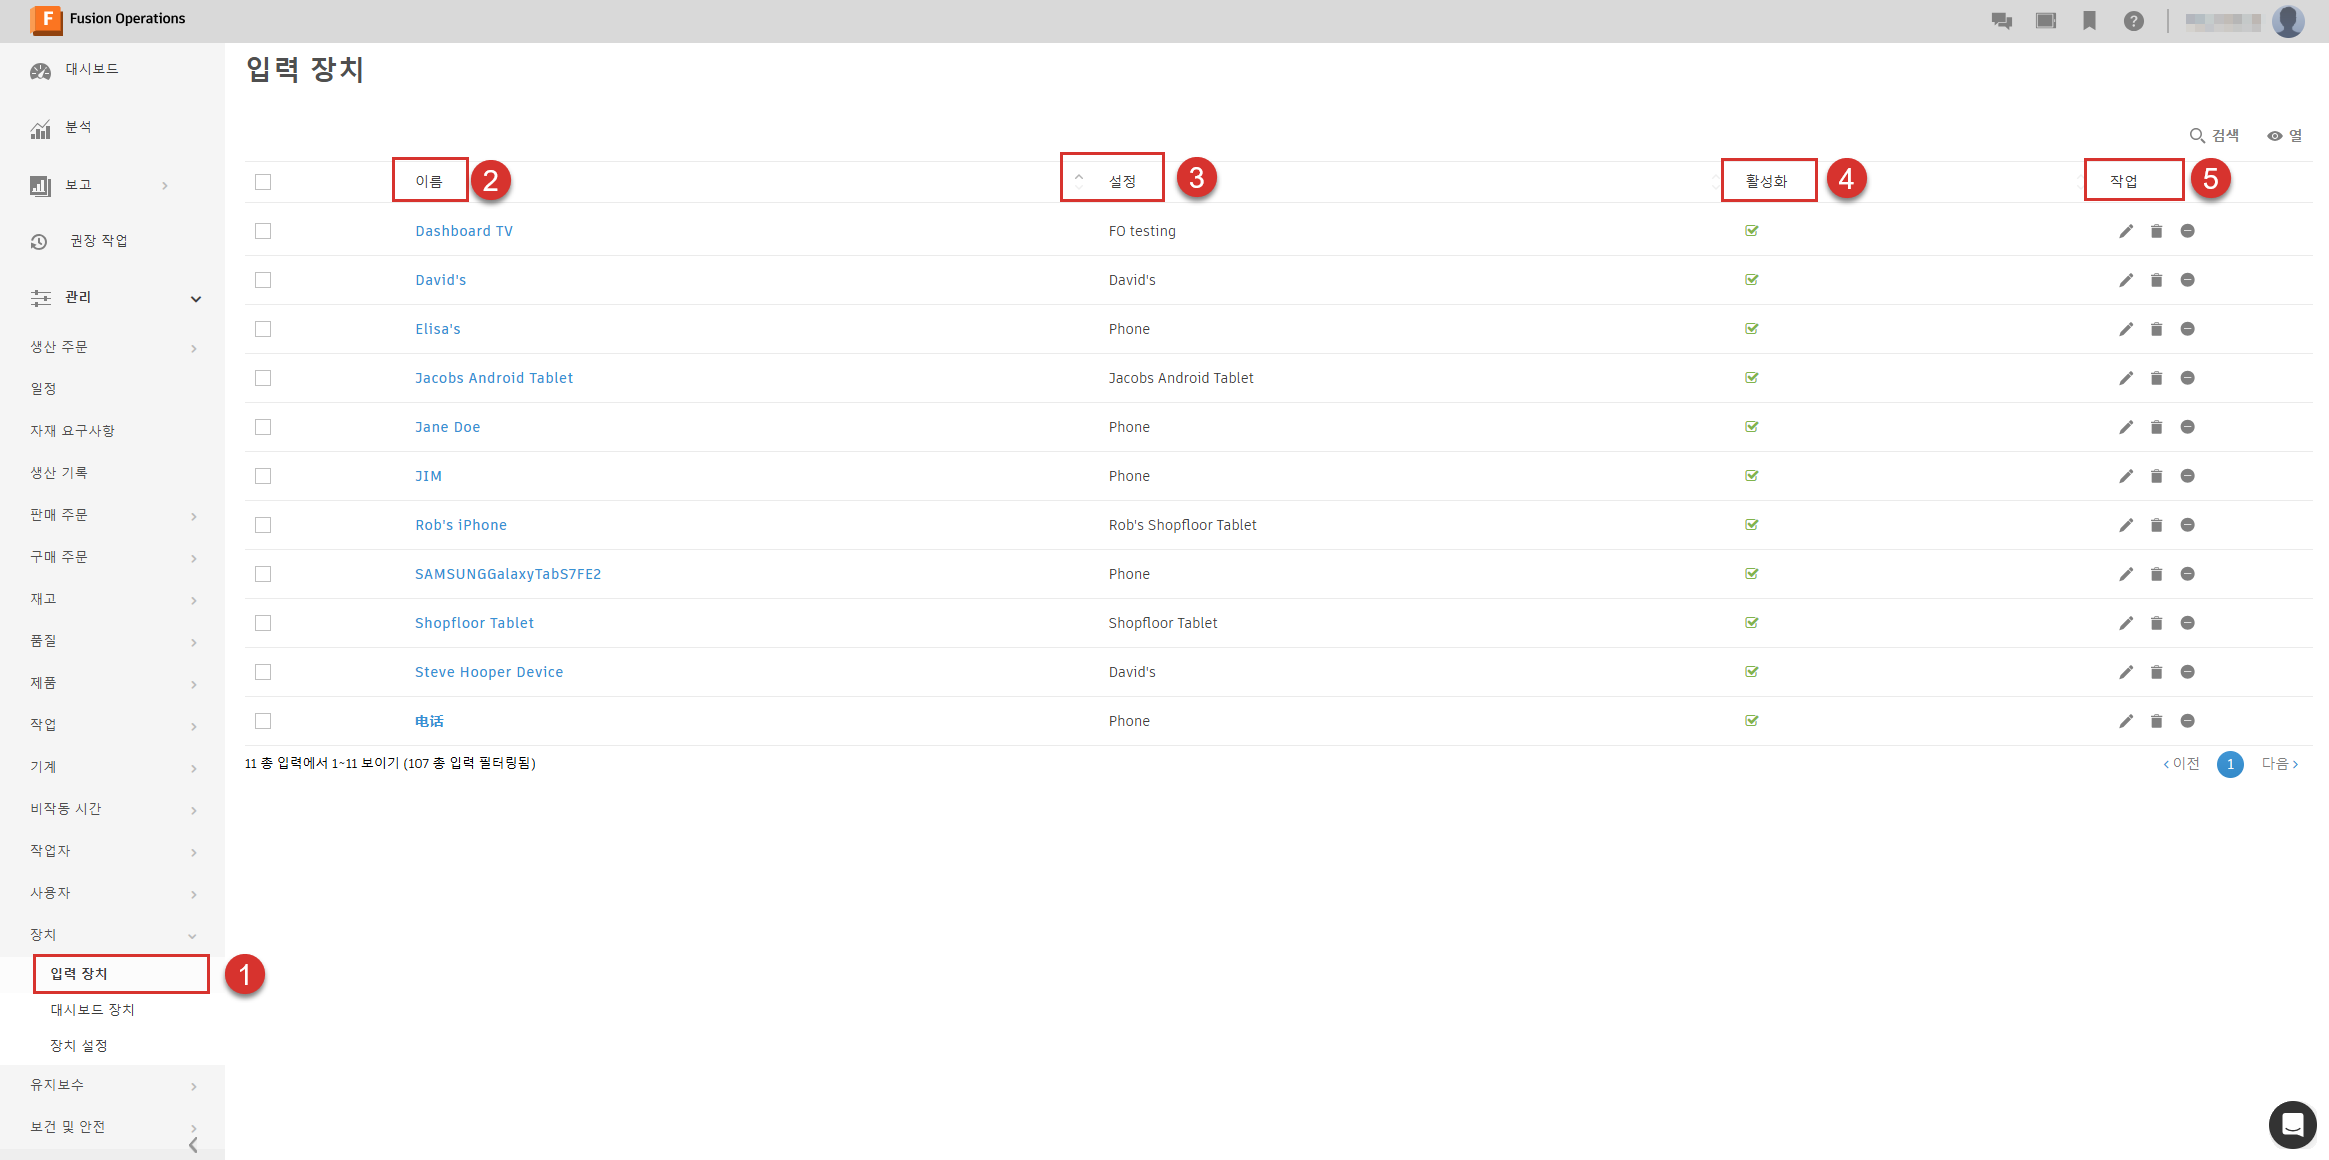 Fusion Operations
대시보드
분석
보고
권장 작업
관리
생산 주문
일정
자재 요구사항
생산 기록
판매 주문
구매 주문
재고
품질
제품
작업
기계
비작동 시간
작업자
사용자
장치
입력 장치
1
대시보드 장치
장치 설정
유지보수
보건 및 안전
입력 장치
검색 열
이름 2 설정 3 활성화 4 작업 5
Dashboard TV FO testing
David's David's
Elisa's Phone
Jacobs Android Tablet Jacobs Android Tablet
Jane Doe Phone
JIM Phone
Rob's iPhone Rob's Shopfloor Tablet
SAMSUNGGalaxyTabS7FE2 Phone
Shopfloor Tablet Shopfloor Tablet
Steve Hooper Device David's
电话 Phone
11 총 입력에서 1~11 보이기 (107 총 입력 필터링됨)
이전 1 다음